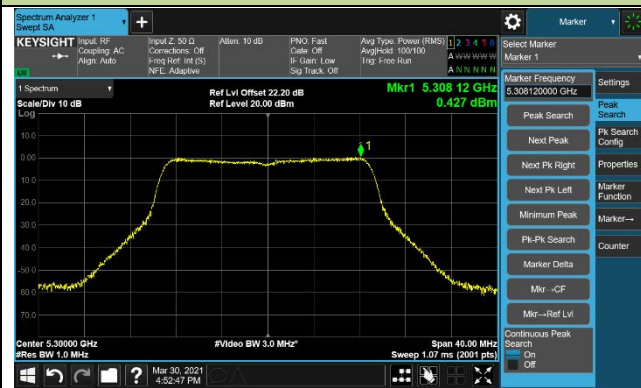 Spectrum Analyzer 1
Swept SA
KEYSIGHT
Input: RF
Coupling: AC
Align: Auto
Input Z: 50 Ω
Corrections: Off
Freq Ref: Int (S)
NFE: Adaptive
Atten: 10 dB
PNO: Fast
Gate: Off
IF Gain: Low
Sig Track: Off
Avg Type: Power (RMS)
Avg|Hold: 100/100
Trig: Free Run
1 2 3 4 5 6
A W W W W W
A N N N N N
1 Spectrum
Scale/Div 10 dB
Log
Ref Lvl Offset 22.20 dB
Ref Level 20.00 dBm
Mkr1 5.308 12 GHz
0.427 dBm
10.0
0.00
10.0
20.0
30.0
40.0
50.0
60.0
70.0
1
Center 5.30000 GHz
#Res BW 1.0 MHz
#Video BW 3.0 MHz*
Span 40.00 MHz
Sweep 1.07 ms (2001 pts)
Mar 30, 2021
4:52:47 PM
Marker
Select Marker
Marker 1
Marker Frequency
5.308120000 GHz
Peak Search
Next Peak
Next Pk Right
Next Pk Left
Minimum Peak
Pk-Pk Search
Marker Delta
Mkr→CF
Mkr→Ref Lvl
Continuous Peak
Search
On
Off
Settings
Peak
Search
Pk Search
Config
Properties
Marker
Function
Marker→
Counter